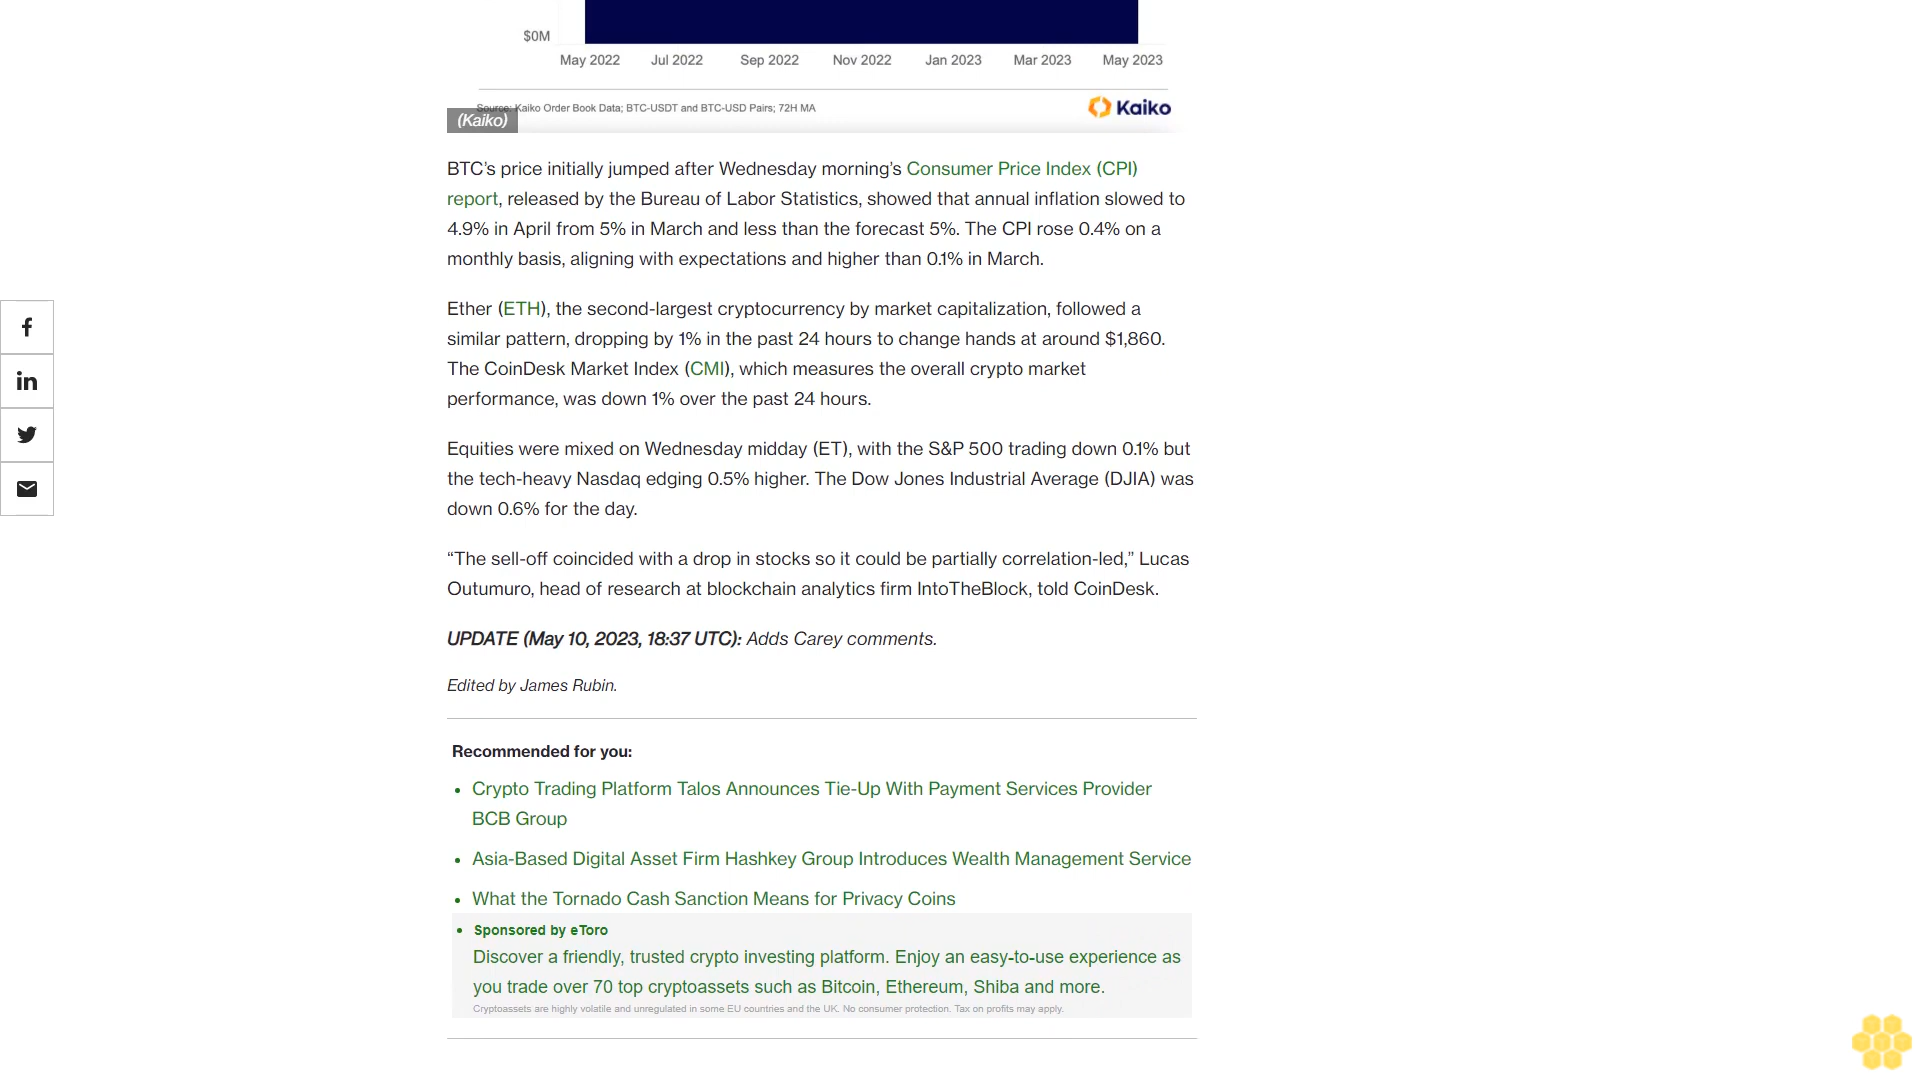 $0M
May 2022 Jul 2022 Sep 2022 Nov 2022 Jan 2023 Mar 2023 May 2023
Source: Kaiko Order Book Data; BTC-USDT and BTC-USD Pairs; 72H MA
Kaiko
(Kaiko)
BTC’s price initially jumped after Wednesday morning’s Consumer Price Index (CPI)
report, released by the Bureau of Labor Statistics, showed that annual inflation slowed to
4.9% in April from 5% in March and less than the forecast 5%. The CPI rose 0.4% on a
monthly basis, aligning with expectations and higher than 0.1% in March.
Ether (ETH), the second-largest cryptocurrency by market capitalization, followed a
similar pattern, dropping by 1% in the past 24 hours to change hands at around $1,860.
The CoinDesk Market Index (CMI), which measures the overall crypto market
performance, was down 1% over the past 24 hours.
Equities were mixed on Wednesday midday (ET), with the S&P 500 trading down 0.1% but
the tech-heavy Nasdaq edging 0.5% higher. The Dow Jones Industrial Average (DJIA) was
down 0.6% for the day.
“The sell-off coincided with a drop in stocks so it could be partially correlation-led,” Lucas
Outumuro, head of research at blockchain analytics firm IntoTheBlock, told CoinDesk.
UPDATE (May 10, 2023, 18:37 UTC): Adds Carey comments.
Edited by James Rubin.
Recommended for you:
• Crypto Trading Platform Talos Announces Tie-Up With Payment Services Provider
BCB Group
• Asia-Based Digital Asset Firm Hashkey Group Introduces Wealth Management Service
• What the Tornado Cash Sanction Means for Privacy Coins
• Sponsored by eToro
Discover a friendly, trusted crypto investing platform. Enjoy an easy-to-use experience as
you trade over 70 top cryptoassets such as Bitcoin, Ethereum, Shiba and more.
Cryptoassets are highly volatile and unregulated in some EU countries and the UK. No consumer protection. Tax on profits may apply.